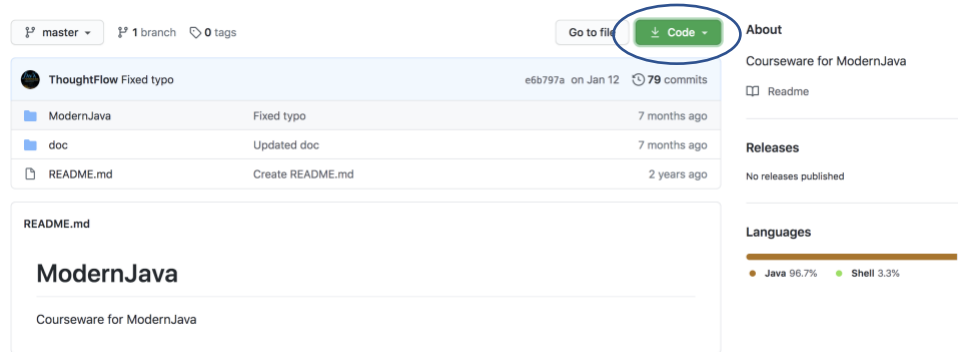 master 1 branch 0 tags Go to file Code
ThoughtFlow Fixed typo e6b797a on Jan 12 79 commits
ModernJava Fixed typo 7 months ago
doc Updated doc 7 months ago
README.md Create README.md 2 years ago
README.md
ModernJava
Courseware for ModernJava
About
Courseware for ModernJava
Readme
Releases
No releases published
Languages
Java 96.7% Shell 3.3%